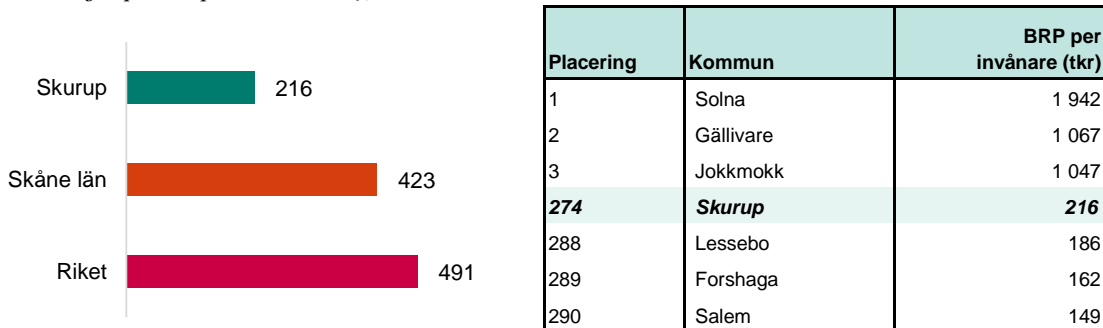 Skurup 216
Skåne län 423
Riket 491
Placering Kommun BRP per invånare (tkr)
1 Solna 1 942
2 Gällivare 1 067
3 Jokkmokk 1 047
274 Skurup 216
288 Lessebo 186
289 Forshaga 162
290 Salem 149